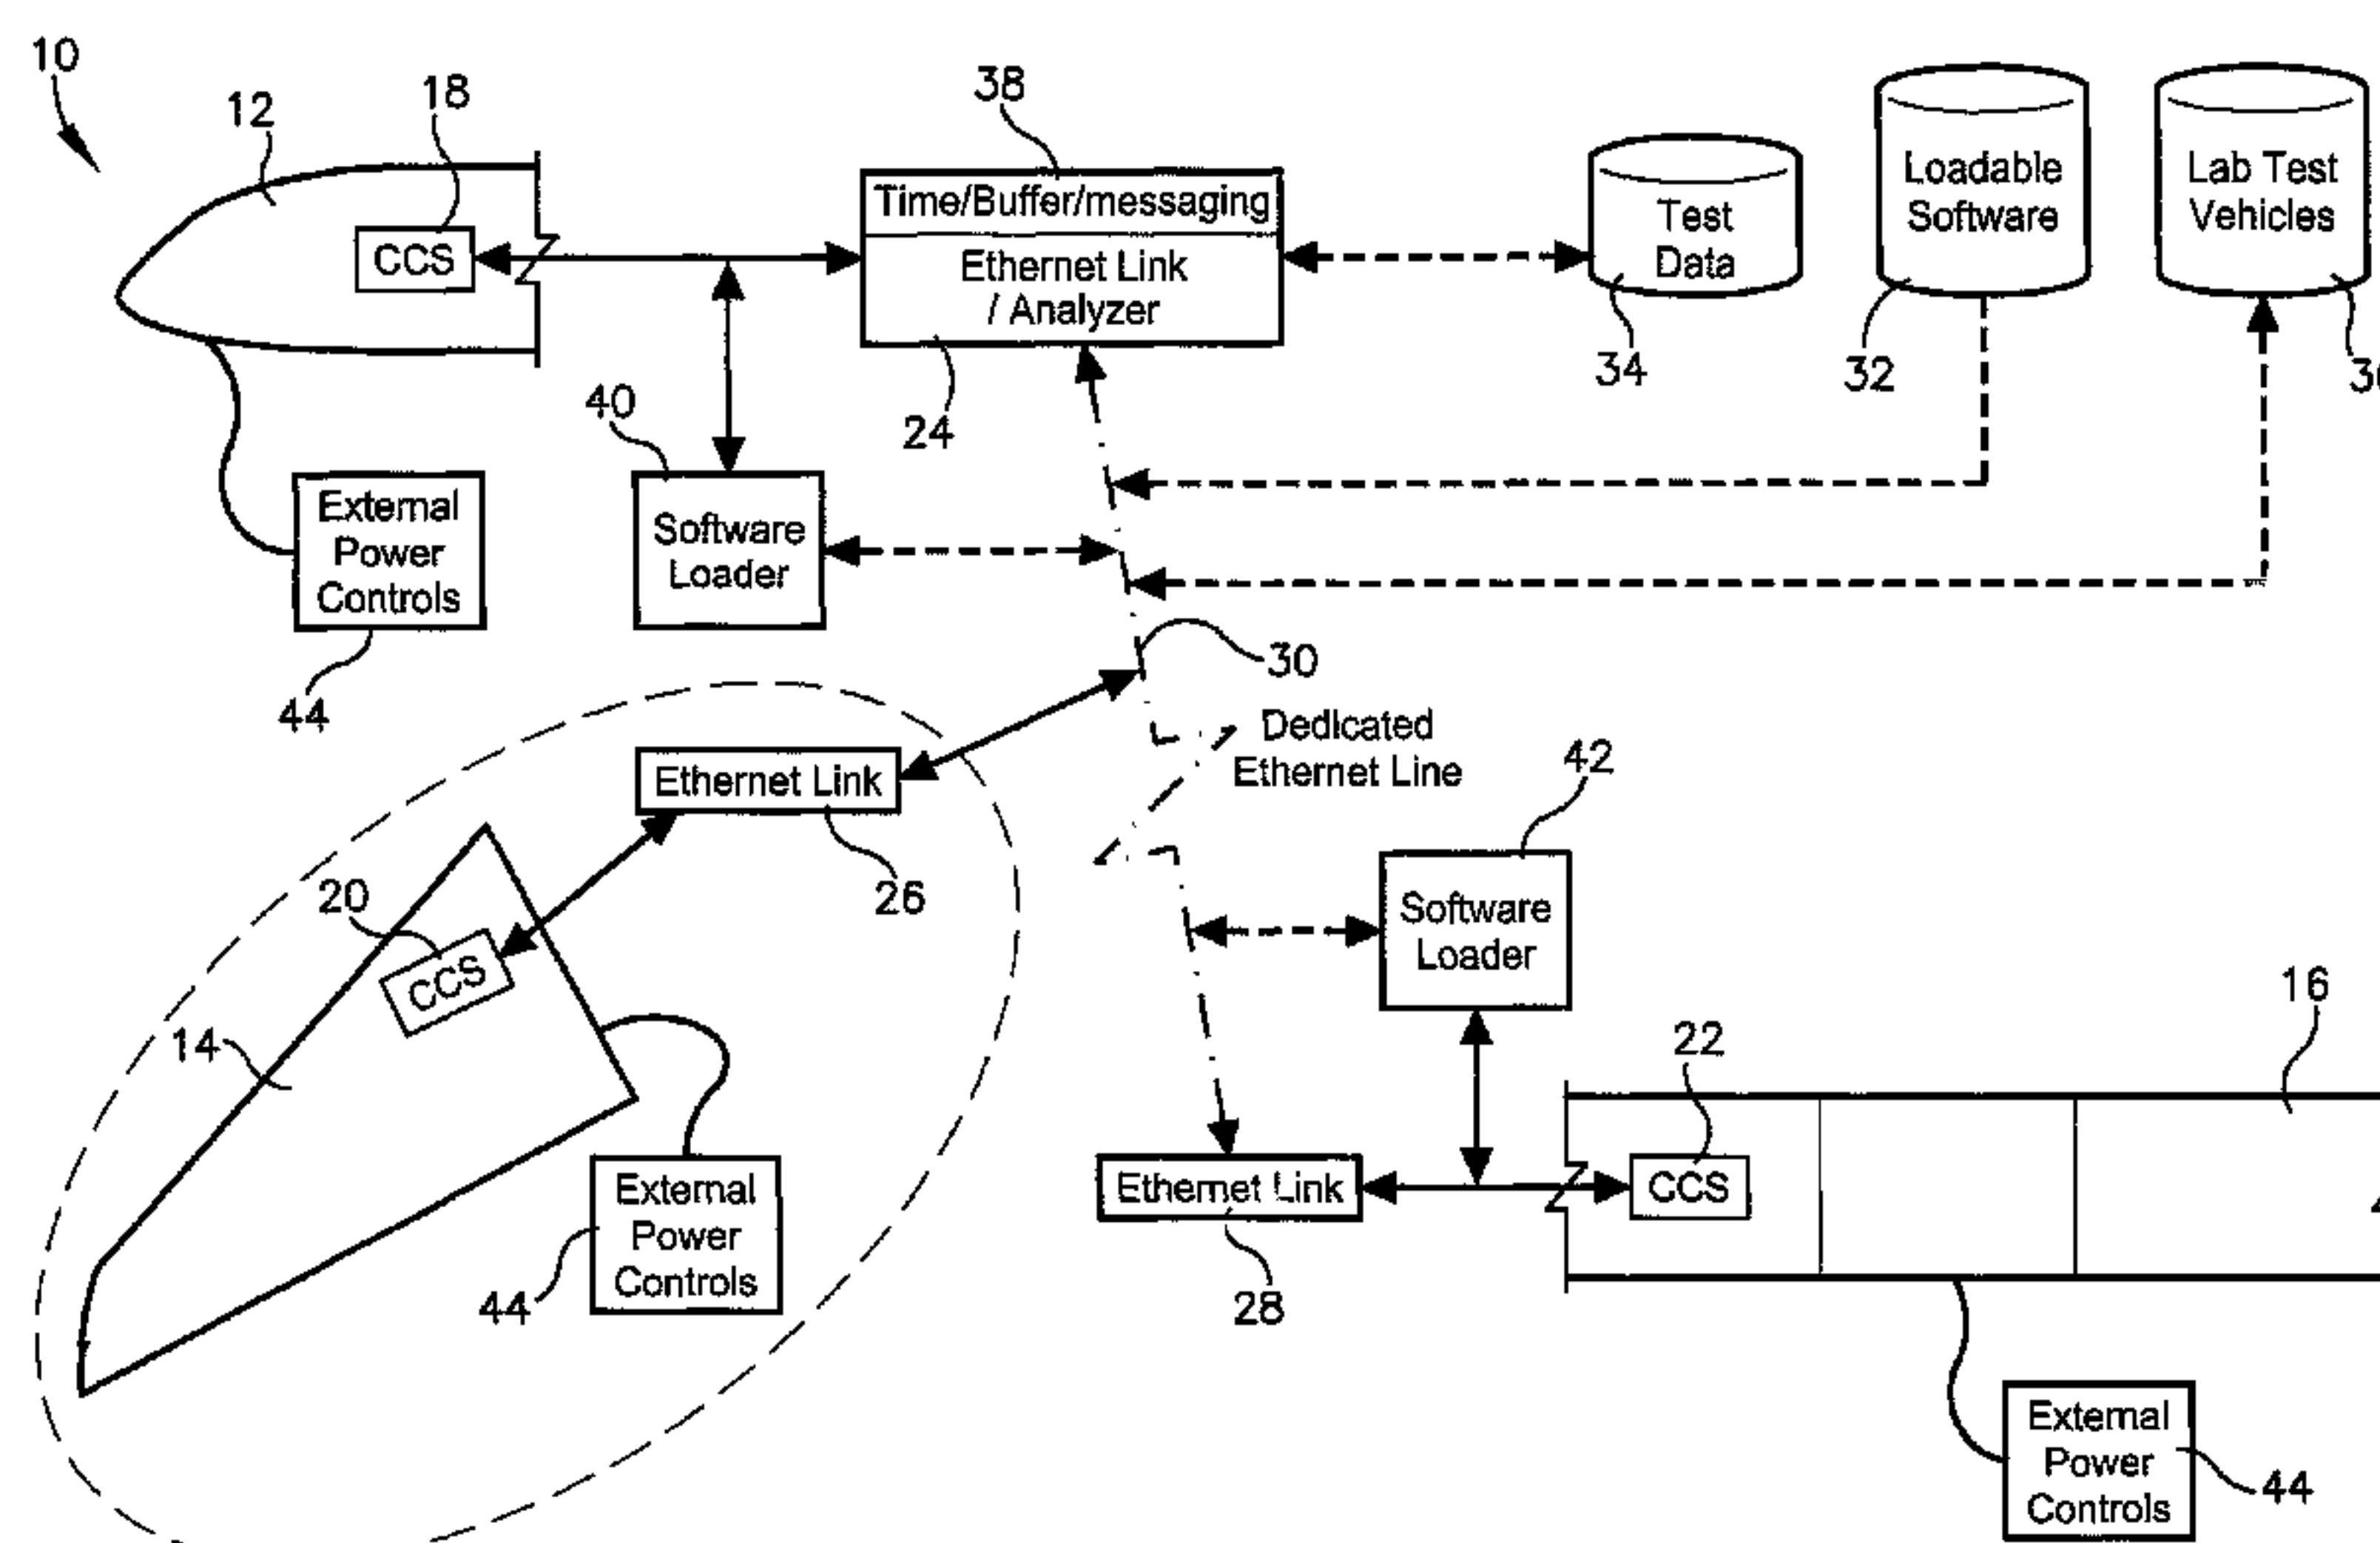 10
12
18
38
Time/Buffer/messaging
Ethernet Link
/ Analyzer
CCS
Test
Data
Loadable
Software
Lab Test
Vehicles
34
32
40
24
External
Power
Controls
Software
Loader
44
30
Dedicated
Ethernet Line
Ethernet Link
26
42
Software
Loader
20
CCS
14
16
22
External
Power
Controls
44
Ethernet Link
CCS
28
External
Power
Controls
44